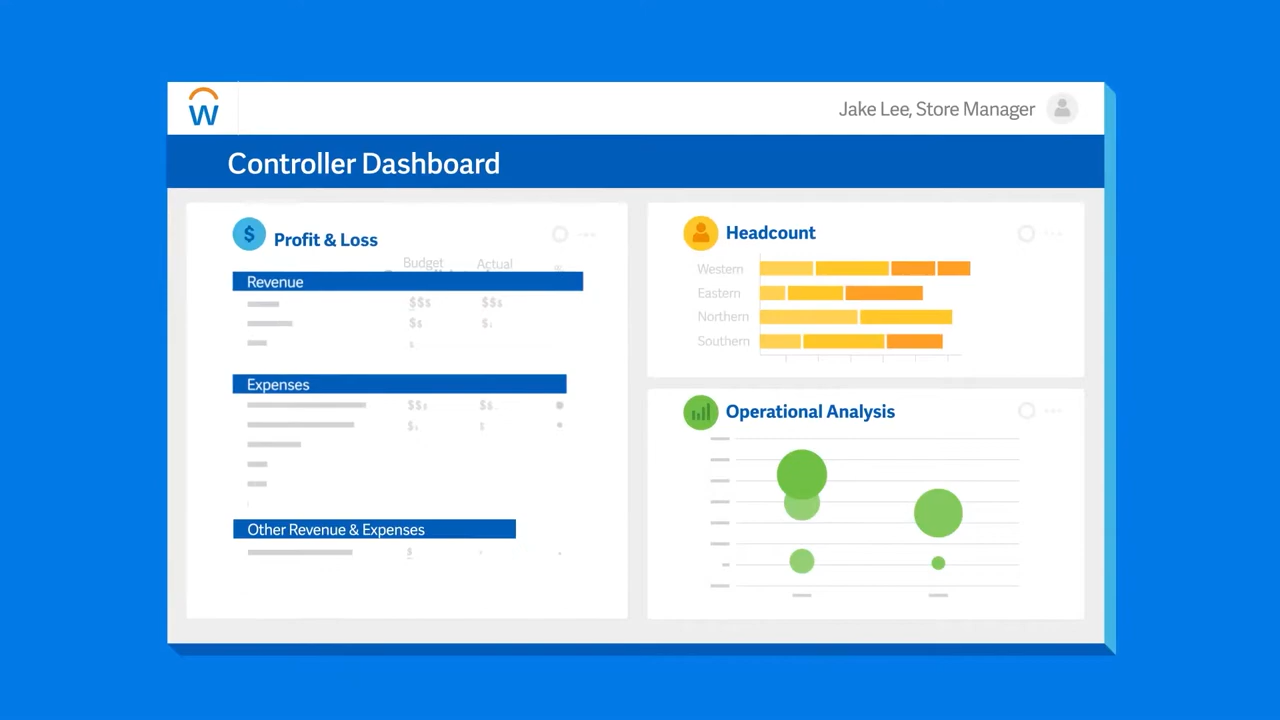 W
Jake Lee, Store Manager
Controller Dashboard
$ Profit & Loss
Budget Actual
Revenue
$$$ $$$
$$ $
$
Expenses
$$$ $$
$ $
Other Revenue & Expenses
$
Headcount
Western
Eastern
Northern
Southern
Operational Analysis